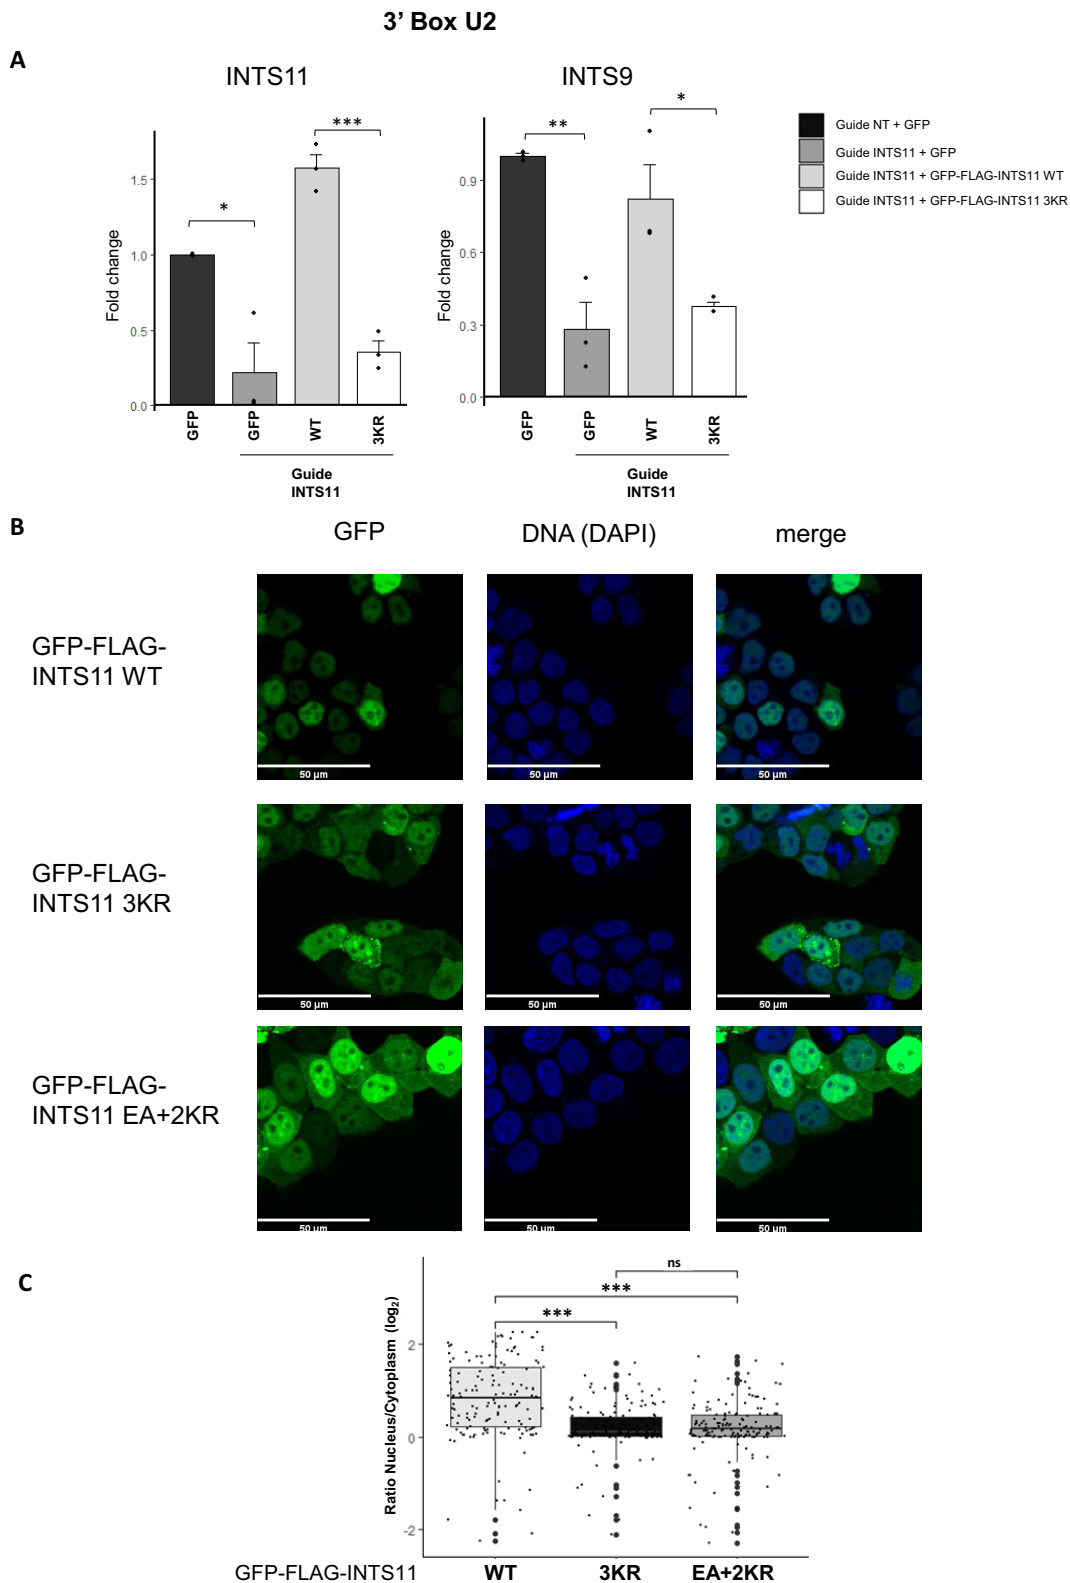 3’ Box U2
A
INTS11
INTS9
Guide NT + GFP
Guide INTS11 + GFP
Guide INTS11 + GFP-FLAG-INTS11 WT
Guide INTS11 + GFP-FLAG-INTS11 3KR
Fold change
1.5
1.0
0.5
0.0
*
***
GFP
GFP
WT
3KR
Guide
INTS11
Fold change
0.9
0.6
0.3
0.0
**
*
GFP
GFP
WT
3KR
Guide
INTS11
B
GFP
DNA (DAPI)
merge
GFP-FLAG-
INTS11 WT
50 µm
50 µm
50 µm
GFP-FLAG-
INTS11 3KR
50 µm
50 µm
50 µm
GFP-FLAG-
INTS11 EA+2KR
50 µm
50 µm
50 µm
C
Ratio Nucleus/Cytoplasm (log2)
2
0
-2
ns
***
***
GFP-FLAG-INTS11
WT
3KR
EA+2KR